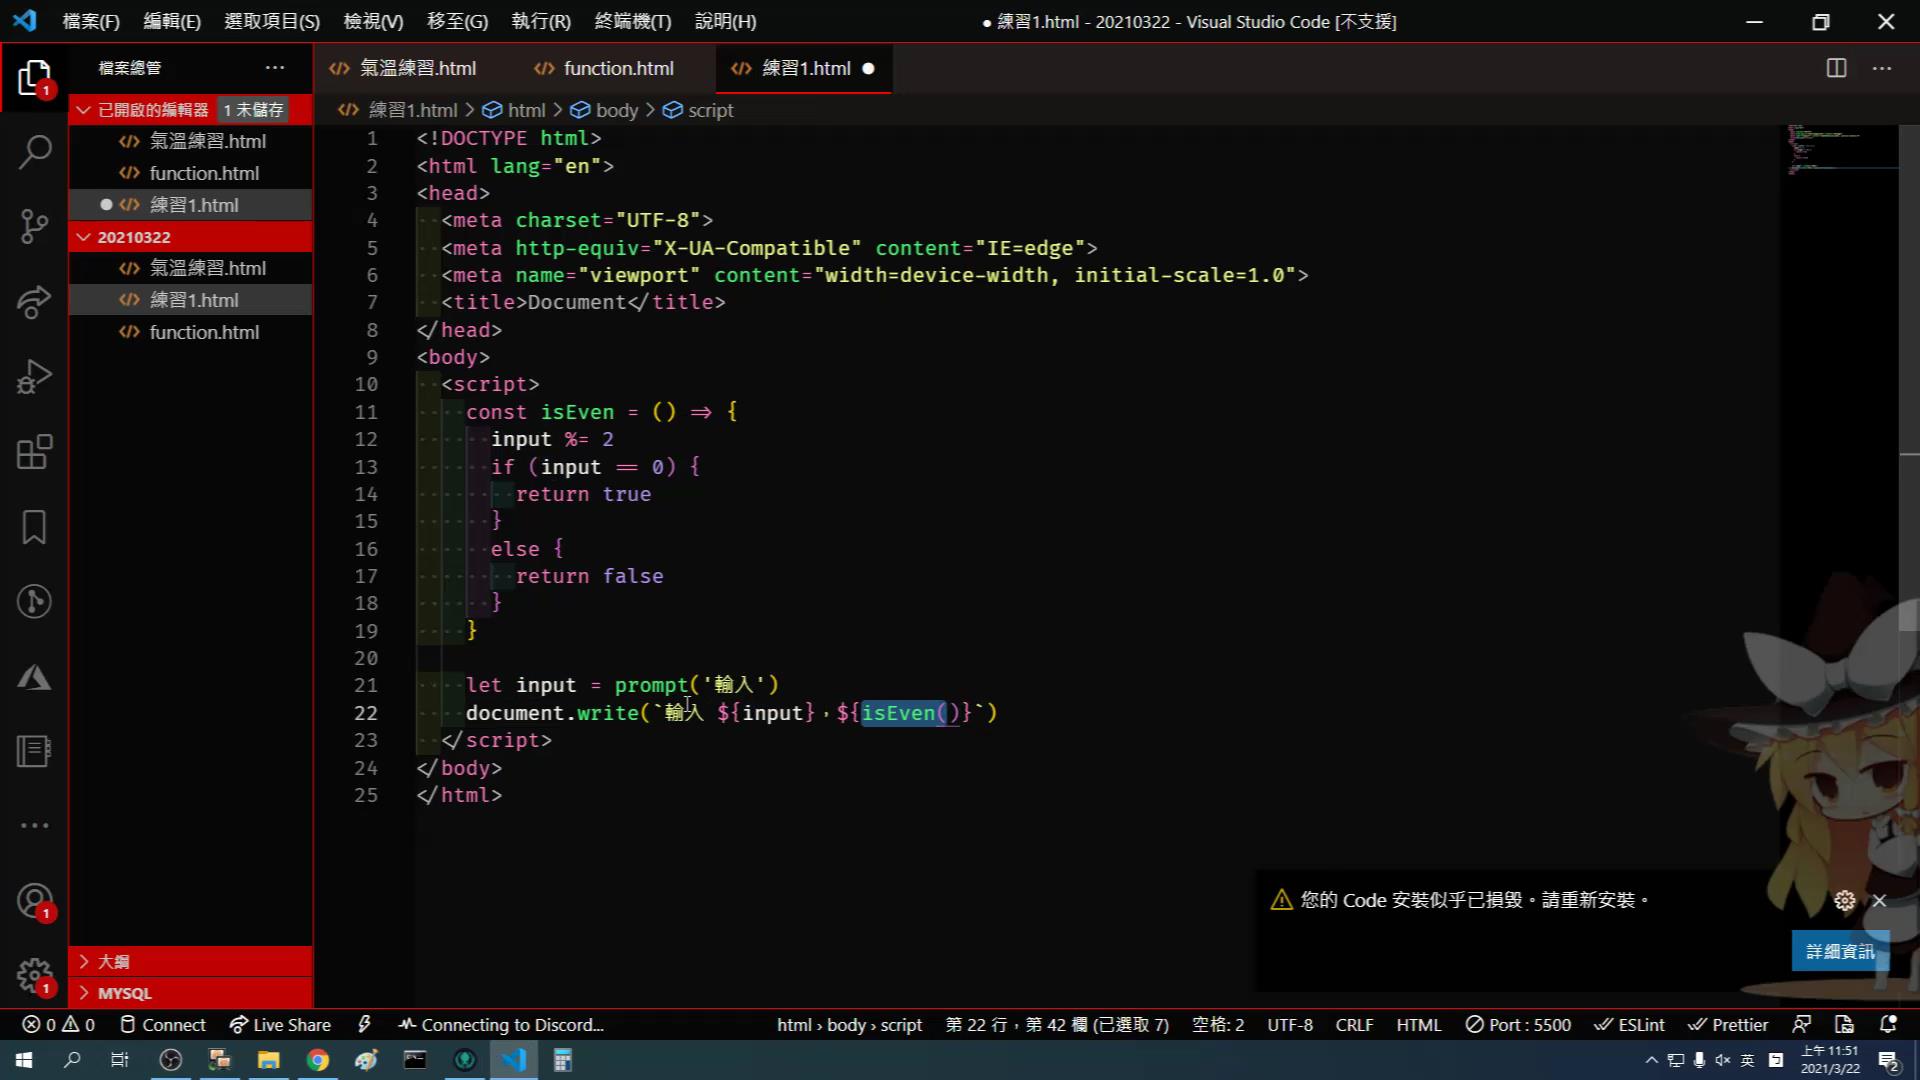 檔案(F) 編輯(E) 選取項目(S) 檢視(V) 移至(G) 執行(R) 終端機(T) 說明(H)
● 練習1.html - 20210322 - Visual Studio Code [不支援]
檔案總管
氣溫練習.html
function.html
練習1.html
已開啟的編輯器 1 未儲存
氣溫練習.html
function.html
練習1.html
20210322
氣溫練習.html
練習1.html
function.html
大綱
MYSQL
練習1.html > html > body > script
1 <!DOCTYPE html>
2 <html lang="en">
3 <head>
4 <meta charset="UTF-8">
5 <meta http-equiv="X-UA-Compatible" content="IE=edge">
6 <meta name="viewport" content="width=device-width, initial-scale=1.0">
7 <title>Document</title>
8 </head>
9 <body>
10 <script>
11 const isEven = () => {
12 input %= 2
13 if (input == 0) {
14 return true
15 }
16 else {
17 return false
18 }
19 }
20
21 let input = prompt('輸入')
22 document.write(`輸入 ${input}，${isEven()}`)
23 </script>
24 </body>
25 </html>
您的 Code 安裝似乎已損毀。請重新安裝。
詳細資訊
1
1
1
0 0 Connect Live Share Connecting to Discord... html › body › script 第 22 行，第 42 欄 (已選取 7) 空格: 2 UTF-8 CRLF HTML Port : 5500 ESLint Prettier
英
上午 11:51
2021/3/22
2